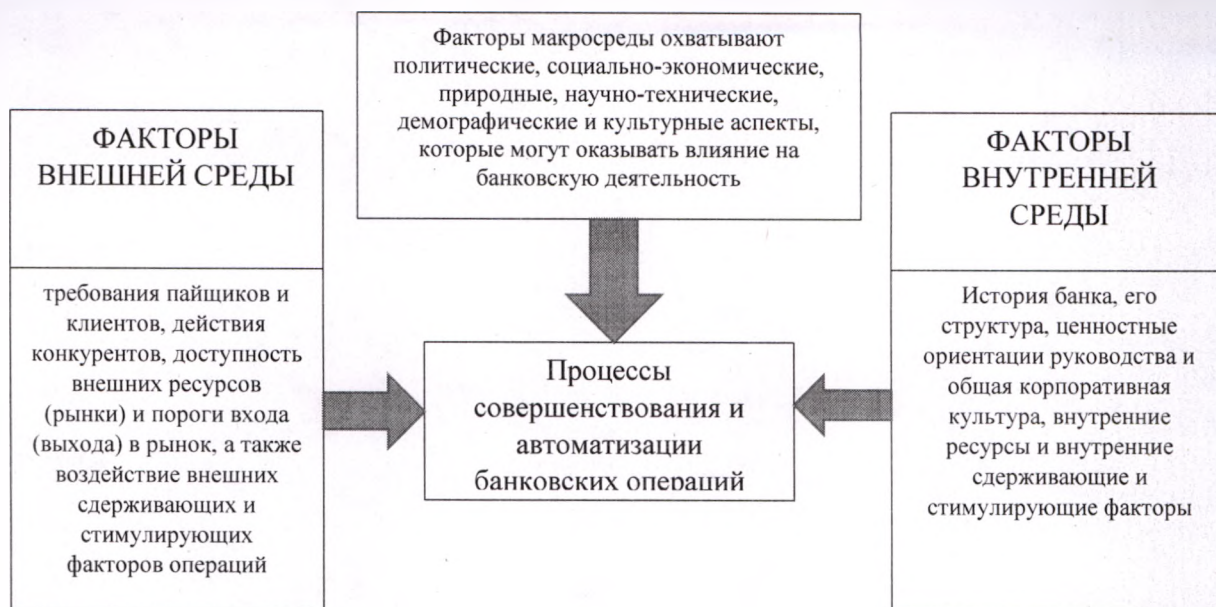 Факторы макросреды охватывают
политические, социально-экономические,
природные, научно-технические,
демографические и культурные аспекты,
которые могут оказывать влияние на
банковскую деятельность
ФАКТОРЫ
ВНЕШНЕЙ СРЕДЫ
требования пайщиков и
клиентов, действия
конкурентов, доступность
внешних ресурсов
(рынки) и пороги входа
(выхода) в рынок, а также
воздействие внешних
сдерживающих и
стимулирующих
факторов операций
Процессы
совершенствования и
автоматизации
банковских операций
ФАКТОРЫ
ВНУТРЕННЕЙ
СРЕДЫ
История банка, его
структура, ценностные
ориентации руководства и
общая корпоративная
культура, внутренние
ресурсы и внутренние
сдерживающие и
стимулирующие факторы